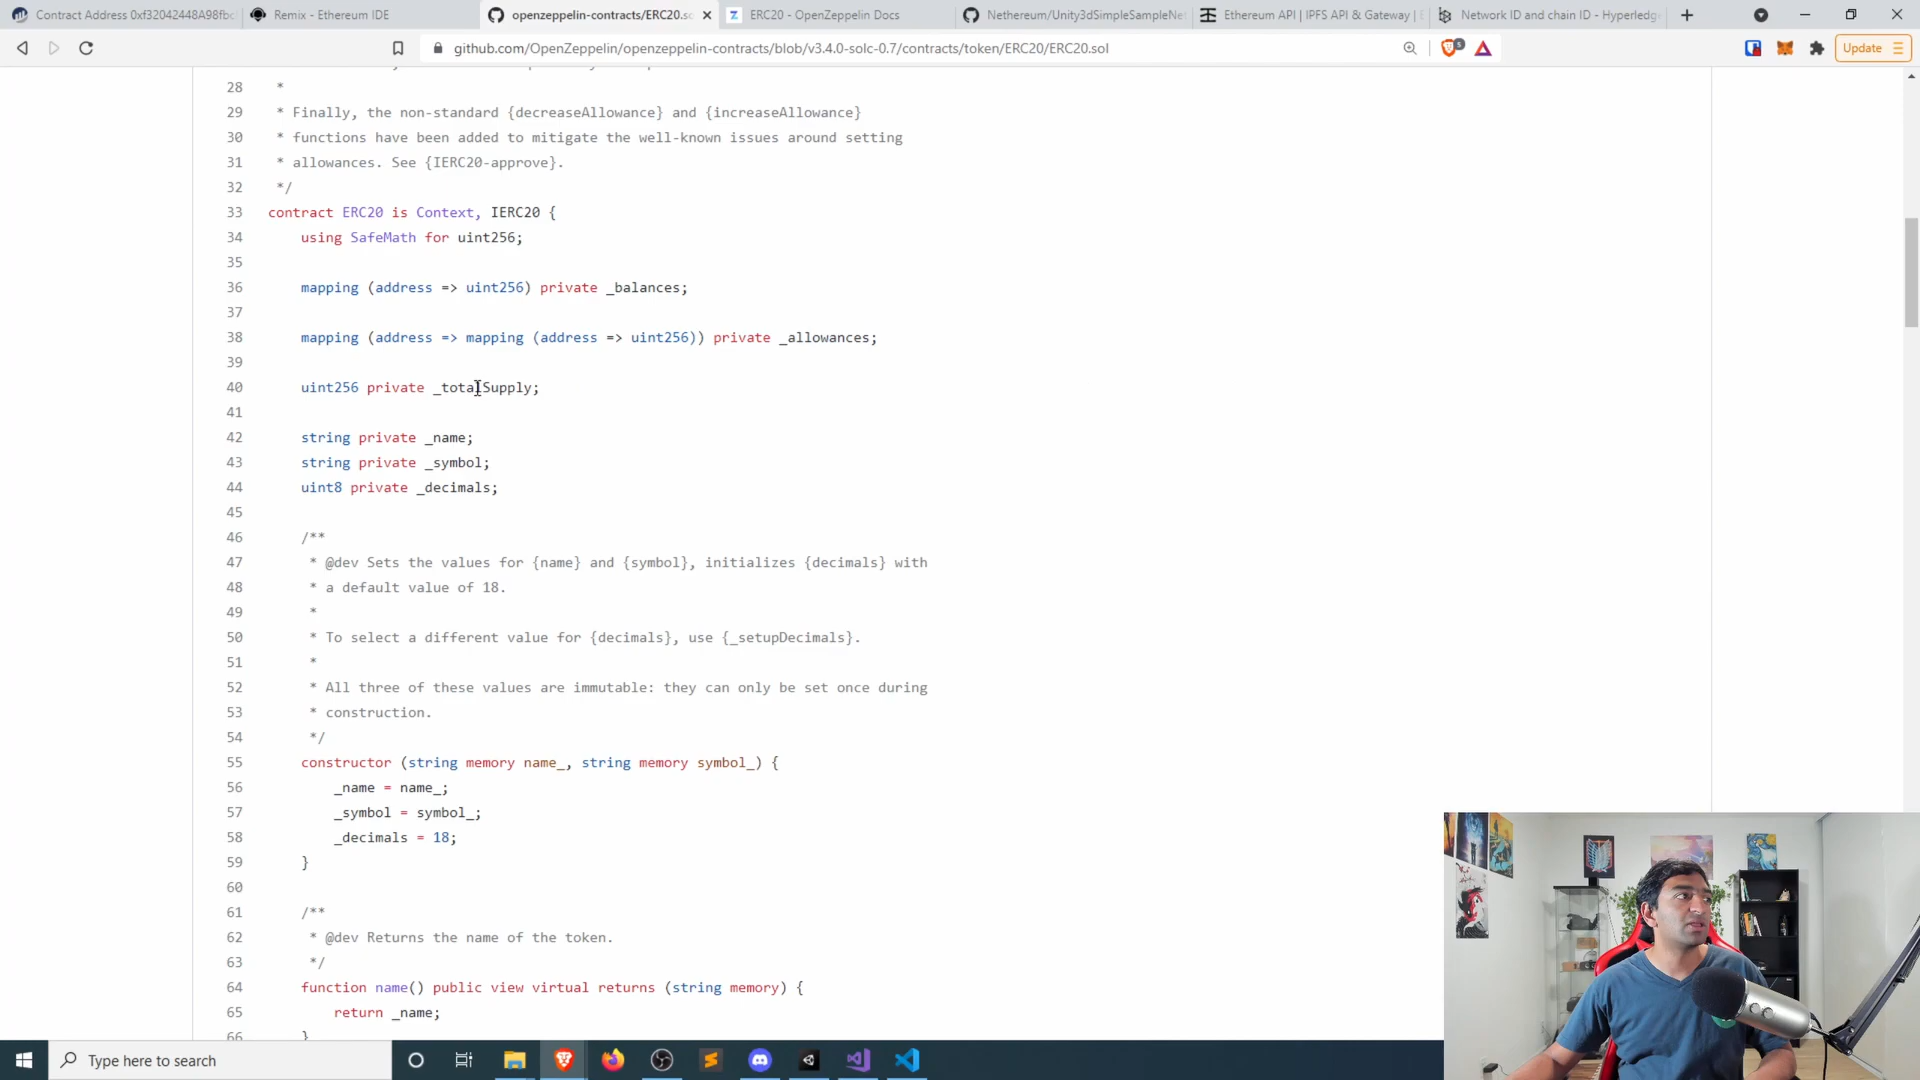 Contract Address 0xf32042448A98fbc
Remix - Ethereum IDE
openzeppelin-contracts/ERC20.so
ERC20 - OpenZeppelin Docs
Nethereum/Unity3dSimpleSampleNe
Ethereum API | IPFS API & Gateway |
Network ID and chain ID - Hyperledg
github.com/OpenZeppelin/openzeppelin-contracts/blob/v3.4.0-solc-0.7/contracts/token/ERC20/ERC20.sol
Update
28 *
29 * Finally, the non-standard {decreaseAllowance} and {increaseAllowance}
30 * functions have been added to mitigate the well-known issues around setting
31 * allowances. See {IERC20-approve}.
32 */
33 contract ERC20 is Context, IERC20 {
34 using SafeMath for uint256;
35
36 mapping (address => uint256) private _balances;
37
38 mapping (address => mapping (address => uint256)) private _allowances;
39
40 uint256 private _totalSupply;
41
42 string private _name;
43 string private _symbol;
44 uint8 private _decimals;
45
46 /**
47 * @dev Sets the values for {name} and {symbol}, initializes {decimals} with
48 * a default value of 18.
49 *
50 * To select a different value for {decimals}, use {_setupDecimals}.
51 *
52 * All three of these values are immutable: they can only be set once during
53 * construction.
54 */
55 constructor (string memory name_, string memory symbol_) {
56 _name = name_;
57 _symbol = symbol_;
58 _decimals = 18;
59 }
60
61 /**
62 * @dev Returns the name of the token.
63 */
64 function name() public view virtual returns (string memory) {
65 return _name;
66 }
Type here to search